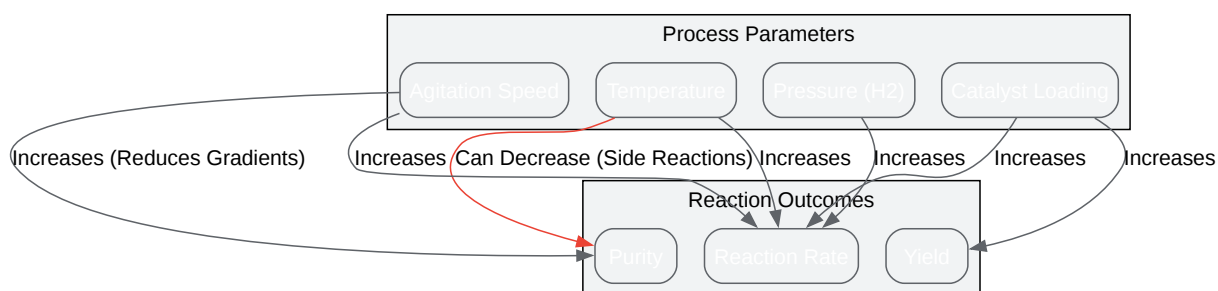 Process Parameters
Agitation Speed
Temperature
Pressure (H2)
Catalyst Loading
Increases (Reduces Gradients)
Increases
Can Decrease (Side Reactions)
Increases
Increases
Increases
Increases
Reaction Outcomes
Purity
Reaction Rate
Yield